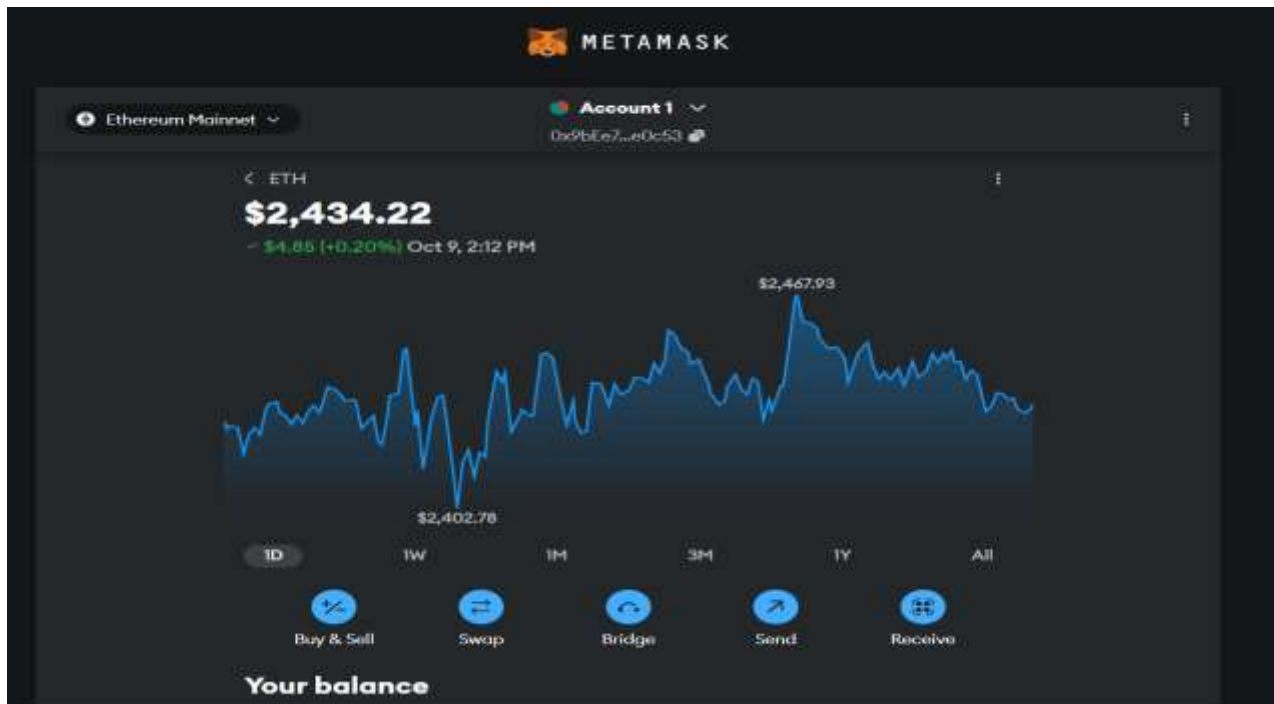 METAMASK
Ethereum Mainnet
Account 1
0x9bEe7...e0c53
ETH
$2,434.22
$4.85 (+0.20%) Oct 9, 2:12 PM
$2,467.93
$2,402.78
1D 1W 1M 3M 1Y All
Buy & Sell Swap Bridge Send Receive
Your balance